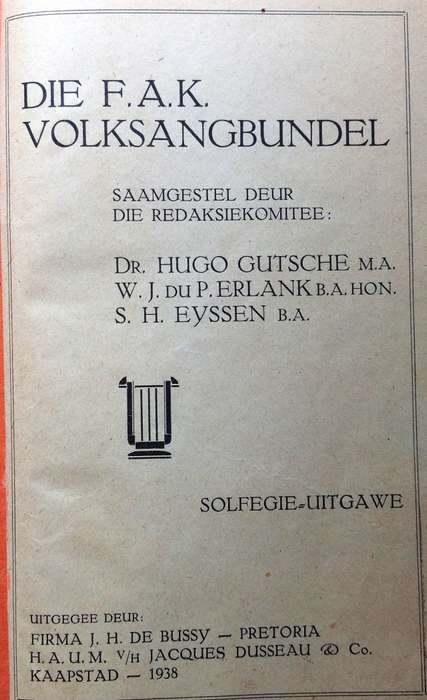 DIE F.A.K.
VOLKSANGBUNDEL
SAAMGESTEL DEUR
DIE REDAKSIEKOMITEE:
DR. HUGO GUTSCHE M.A.
W. J. DU P. ERLANK B.A. HON.
S. H. EYSSEN B.A.
SOLFEGIE=UITGAWE
UITGEGEE DEUR:
FIRMA J. H. DE BUSSY — PRETORIA
H.A.U.M. V/H JACQUES DUSSEAU & Co.
KAAPSTAD — 1938